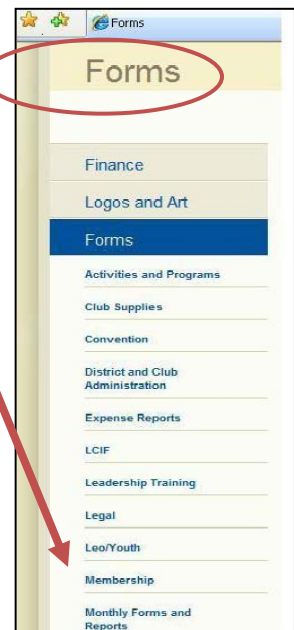 Forms
Forms
Finance
Logos and Art
Forms
Activities and Programs
Club Supplies
Convention
District and Club
Administration
Expense Reports
LCIF
Leadership Training
Legal
Leo/Youth
Membership
Monthly Forms and
Reports